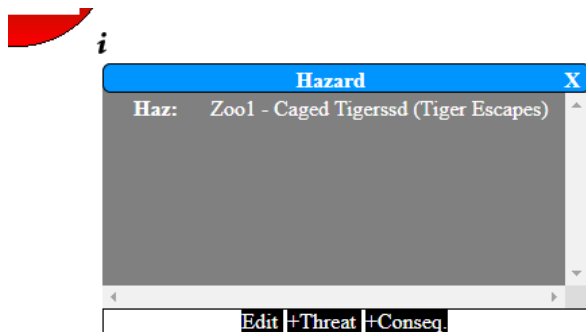 i
Hazard X
Haz: Zoo1 - Caged Tigerssd (Tiger Escapes)
Edit +Threat +Conseq.